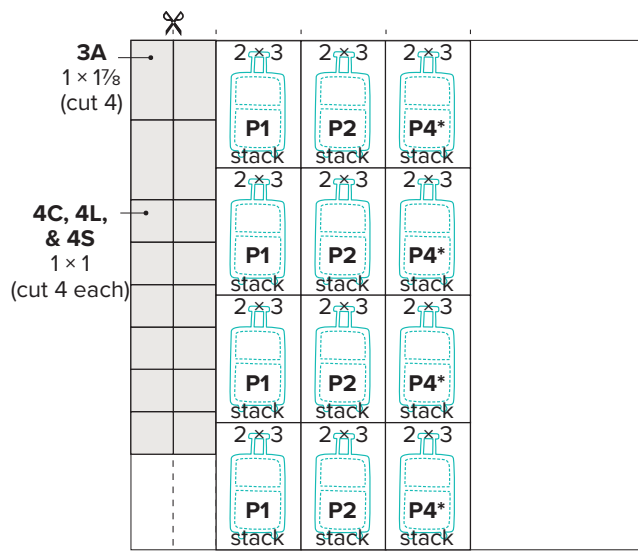 3A
1 × 1⅞
(cut 4)
4C, 4L,
& 4S
1 × 1
(cut 4 each)
2 × 3 2 × 3 2 × 3
P1 P2 P4*
stack stack stack
2 × 3 2 × 3 2 × 3
P1 P2 P4*
stack stack stack
2 × 3 2 × 3 2 × 3
P1 P2 P4*
stack stack stack
2 × 3 2 × 3 2 × 3
P1 P2 P4*
stack stack stack